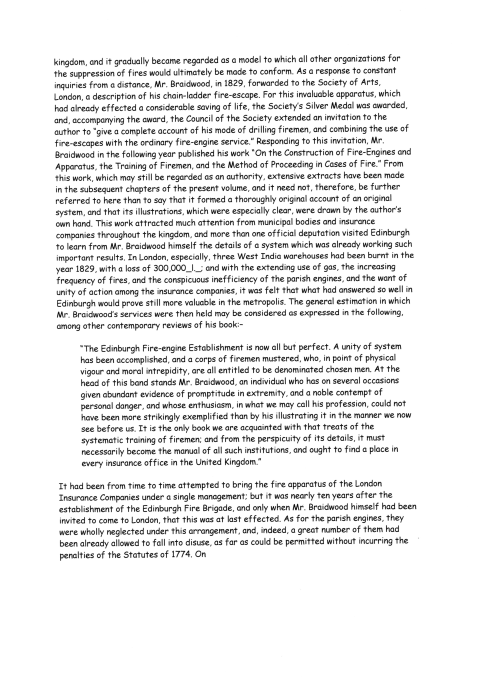 kingdom, and it gradually became regarded as a model to which all other organizations for
the suppression of fires would ultimately be made to conform. As a response to constant
inquiries from a distance, Mr. Braidwood, in 1829, forwarded to the Society of Arts,
London, a description of his chain-ladder fire-escape. For this invaluable apparatus, which
had already effected a considerable saving of life, the Society's Silver Medal was awarded,
and, accompanying the award, the Council of the Society extended an invitation to the
author to "give a complete account of his mode of drilling firemen, and combining the use of
fire-escapes with the ordinary fire-engine service." Responding to this invitation, Mr.
Braidwood in the following year published his work "On the Construction of Fire-Engines and
Apparatus, the Training of Firemen, and the Method of Proceeding in Cases of Fire." From
this work, which may still be regarded as an authority, extensive extracts have been made
in the subsequent chapters of the present volume, and it need not, therefore, be further
referred to here than to say that it formed a thoroughly original account of an original
system, and that its illustrations, which were especially clear, were drawn by the author's
own hand. This work attracted much attention from municipal bodies and insurance
companies throughout the kingdom, and more than one official deputation visited Edinburgh
to learn from Mr. Braidwood himself the details of a system which was already working such
important results. In London, especially, three West India warehouses had been burnt in the
year 1829, with a loss of 300,000_l._; and with the extending use of gas, the increasing
frequency of fires, and the conspicuous inefficiency of the parish engines, and the want of
unity of action among the insurance companies, it was felt that what had answered so well in
Edinburgh would prove still more valuable in the metropolis. The general estimation in which
Mr. Braidwood's services were then held may be considered as expressed in the following,
among other contemporary reviews of his book:-
"The Edinburgh Fire-engine Establishment is now all but perfect. A unity of system
has been accomplished, and a corps of firemen mustered, who, in point of physical
vigour and moral intrepidity, are all entitled to be denominated chosen men. At the
head of this band stands Mr. Braidwood, an individual who has on several occasions
given abundant evidence of promptitude in extremity, and a noble contempt of
personal danger, and whose enthusiasm, in what we may call his profession, could not
have been more strikingly exemplified than by his illustrating it in the manner we now
see before us. It is the only book we are acquainted with that treats of the
systematic training of firemen; and from the perspicuity of its details, it must
necessarily become the manual of all such institutions, and ought to find a place in
every insurance office in the United Kingdom."
It had been from time to time attempted to bring the fire apparatus of the London
Insurance Companies under a single management; but it was nearly ten years after the
establishment of the Edinburgh Fire Brigade, and only when Mr. Braidwood himself had been
invited to come to London, that this was at last effected. As for the parish engines, they
were wholly neglected under this arrangement, and, indeed, a great number of them had
been already allowed to fall into disuse, as far as could be permitted without incurring the
penalties of the Statutes of 1774. On